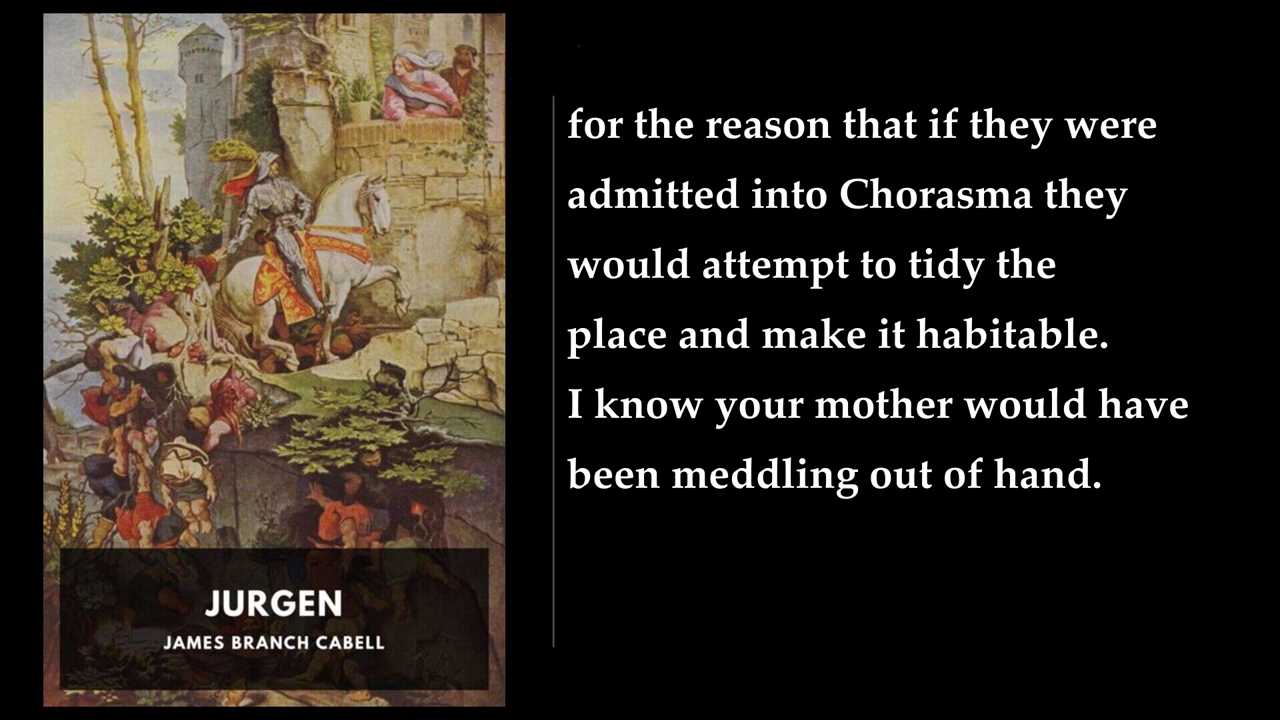 for the reason that if they were
admitted into Chorasma they
would attempt to tidy the
place and make it habitable.
I know your mother would have
been meddling out of hand.
JURGEN
JAMES BRANCH CABELL